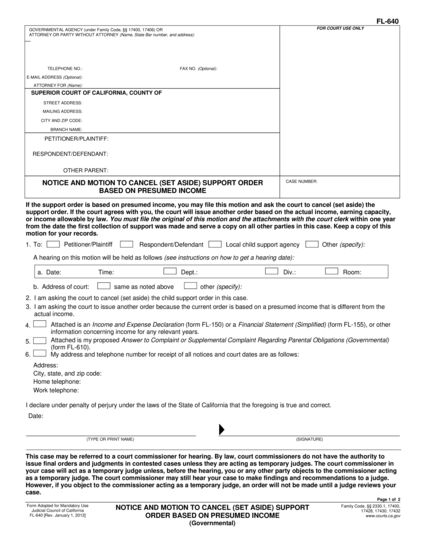 FL-640
GOVERNMENTAL AGENCY (under Family Code, §§ 17400, 17406) OR
ATTORNEY OR PARTY WITHOUT ATTORNEY (Name, State Bar number, and address):
FOR COURT USE ONLY
TELEPHONE NO.: FAX NO. (Optional):
E-MAIL ADDRESS (Optional):
ATTORNEY FOR (Name):
SUPERIOR COURT OF CALIFORNIA, COUNTY OF
STREET ADDRESS:
MAILING ADDRESS:
CITY AND ZIP CODE:
BRANCH NAME:
PETITIONER/PLAINTIFF:
RESPONDENT/DEFENDANT:
OTHER PARENT:
NOTICE AND MOTION TO CANCEL (SET ASIDE) SUPPORT ORDER
BASED ON PRESUMED INCOME
CASE NUMBER:
If the support order is based on presumed income, you may file this motion and ask the court to cancel (set aside) the
support order. If the court agrees with you, the court will issue another order based on the actual income, earning capacity,
or income allowable by law. You must file the original of this motion and the attachments with the court clerk within one year
from the date the first collection of support was made and serve a copy on all other parties in this case. Keep a copy of this
motion for your records.
1. To: Petitioner/Plaintiff Respondent/Defendant Local child support agency Other (specify):
A hearing on this motion will be held as follows (see instructions on how to get a hearing date):
a. Date: Time: Dept.: Div.: Room:
b. Address of court: same as noted above other (specify):
2. I am asking the court to cancel (set aside) the child support order in this case.
3. I am asking the court to issue another order because the current order is based on a presumed income that is different from the
actual income.
4. Attached is an Income and Expense Declaration (form FL-150) or a Financial Statement (Simplified) (form FL-155), or other
information concerning income for any relevant years.
5. Attached is my proposed Answer to Complaint or Supplemental Complaint Regarding Parental Obligations (Governmental)
(form FL-610).
6. My address and telephone number for receipt of all notices and court dates are as follows:
Address:
City, state, and zip code:
Home telephone:
Work telephone:
I declare under penalty of perjury under the laws of the State of California that the foregoing is true and correct.
Date:
(TYPE OR PRINT NAME) (SIGNATURE)
This case may be referred to a court commissioner for hearing. By law, court commissioners do not have the authority to
issue final orders and judgments in contested cases unless they are acting as temporary judges. The court commissioner in
your case will act as a temporary judge unless, before the hearing, you or any other party objects to the commissioner acting
as a temporary judge. The court commissioner may still hear your case to make findings and recommendations to a judge.
However, if you object to the commissioner acting as a temporary judge, an order will not be made until a judge reviews your
case.
Page 1 of 2
Form Adopted for Mandatory Use
Judicial Council of California
FL-640 [Rev. January 1, 2012]
NOTICE AND MOTION TO CANCEL (SET ASIDE) SUPPORT
ORDER BASED ON PRESUMED INCOME
(Governmental)
Family Code, §§ 2330.1, 17400,
17428, 17430, 17432
www.courts.ca.gov